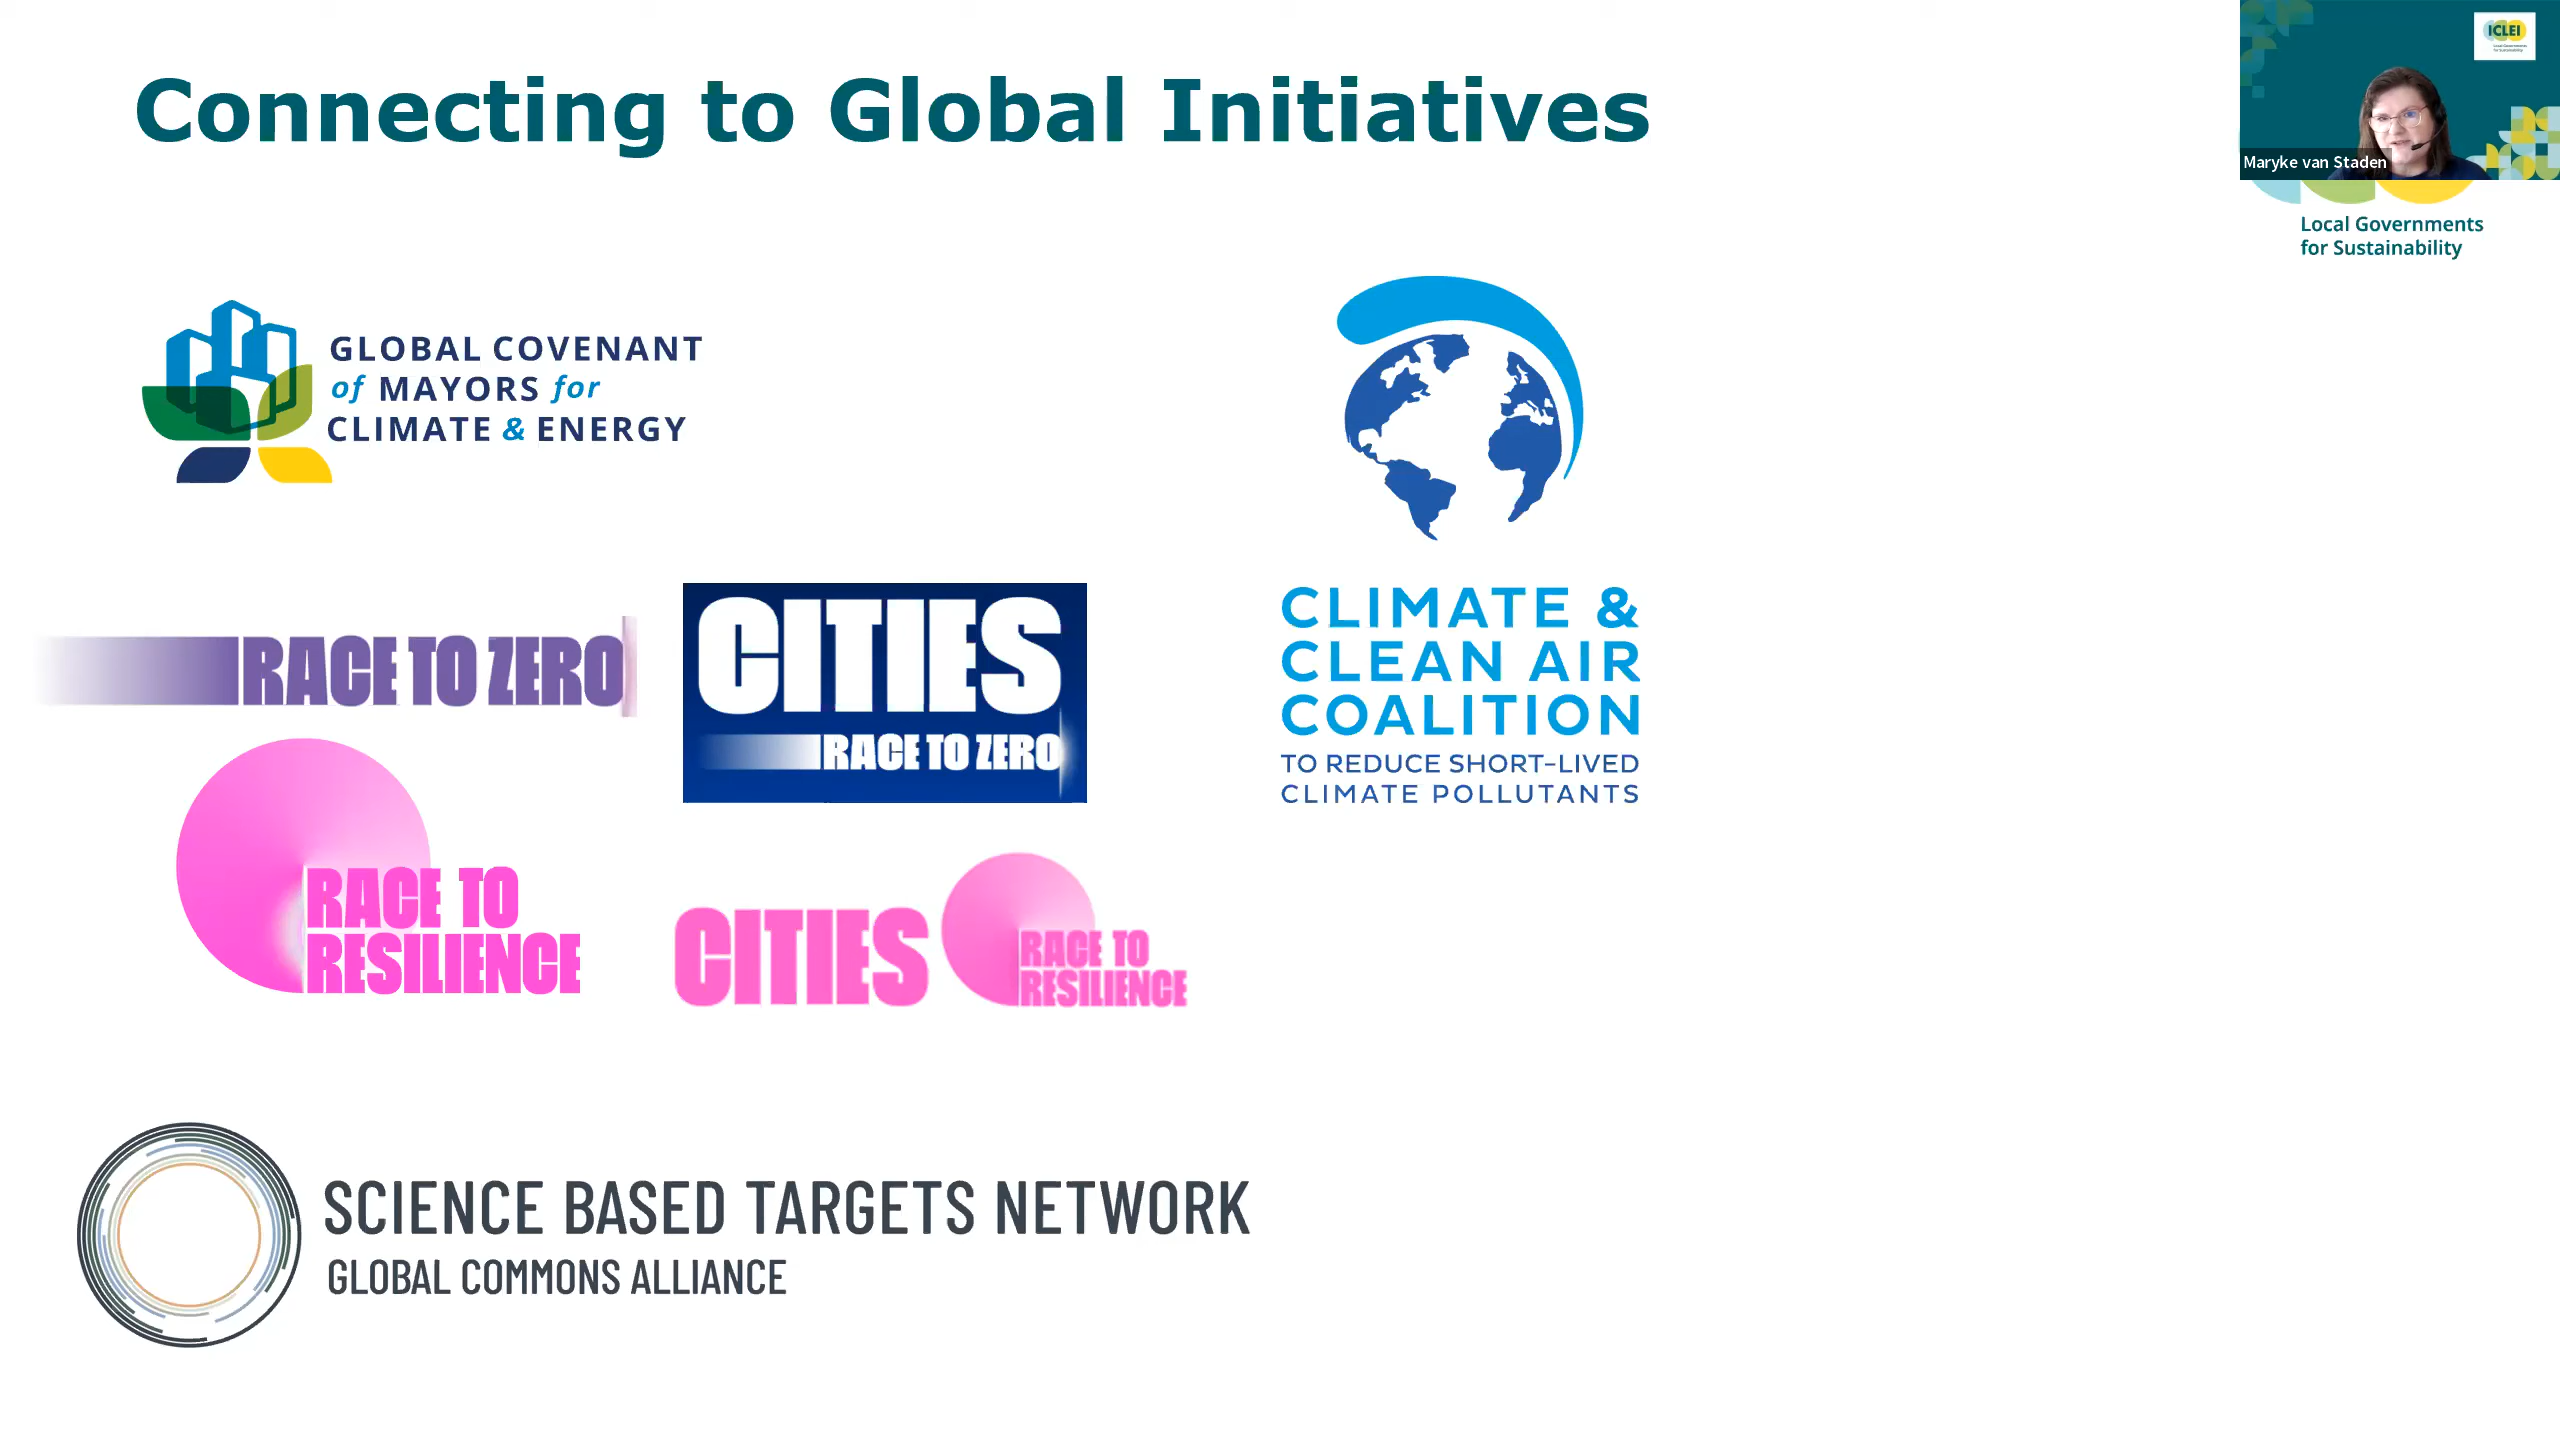 Connecting to Global Initiatives
ICLEI
Maryke van Staden
Local Governments
for Sustainability
GLOBAL COVENANT
of MAYORS for
CLIMATE & ENERGY
CLIMATE &
CLEAN AIR
COALITION
TO REDUCE SHORT-LIVED
CLIMATE POLLUTANTS
RACE TO ZERO
CITIES
RACE TO ZERO
RACE TO
RESILIENCE
CITIES
RACE TO
RESILIENCE
SCIENCE BASED TARGETS NETWORK
GLOBAL COMMONS ALLIANCE